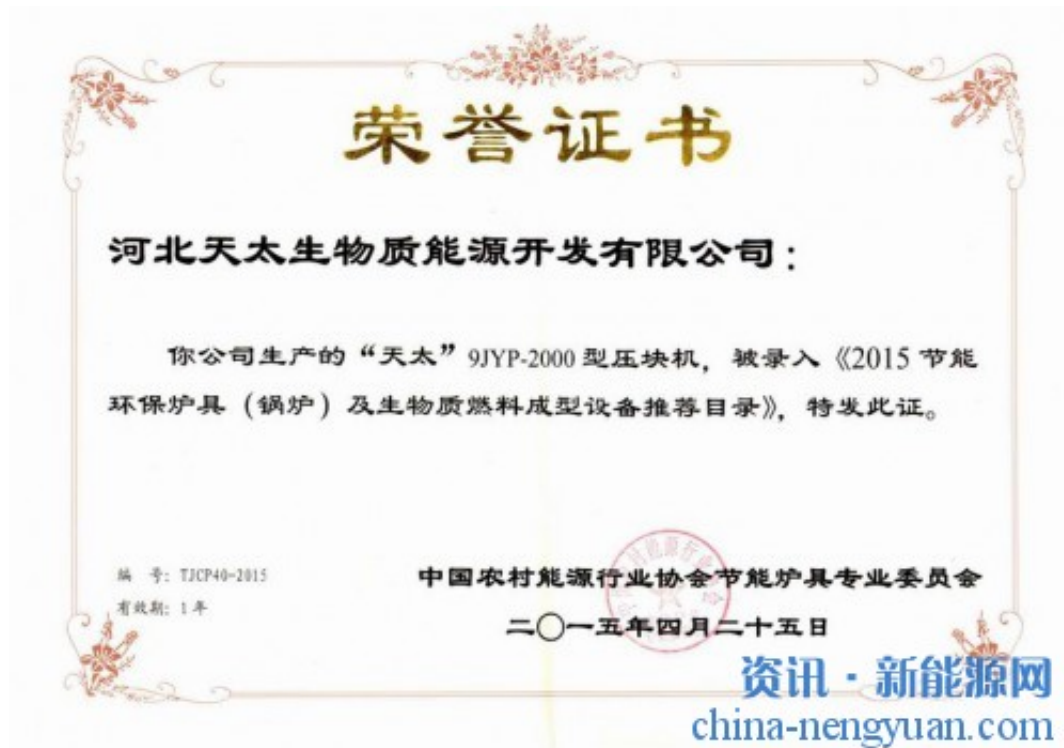 荣誉证书
河北天太生物质能源开发有限公司：
你公司生产的“天太”9JYP-2000型压块机，被录入《2015节能
环保炉具（锅炉）及生物质燃料成型设备推荐目录》，特发此证。
编 号：TJCP40-2015
有效期：1年
中国农村能源行业协会节能炉具专业委员会
二〇一五年四月二十五日
资讯·新能源网
china-nengyuan.com